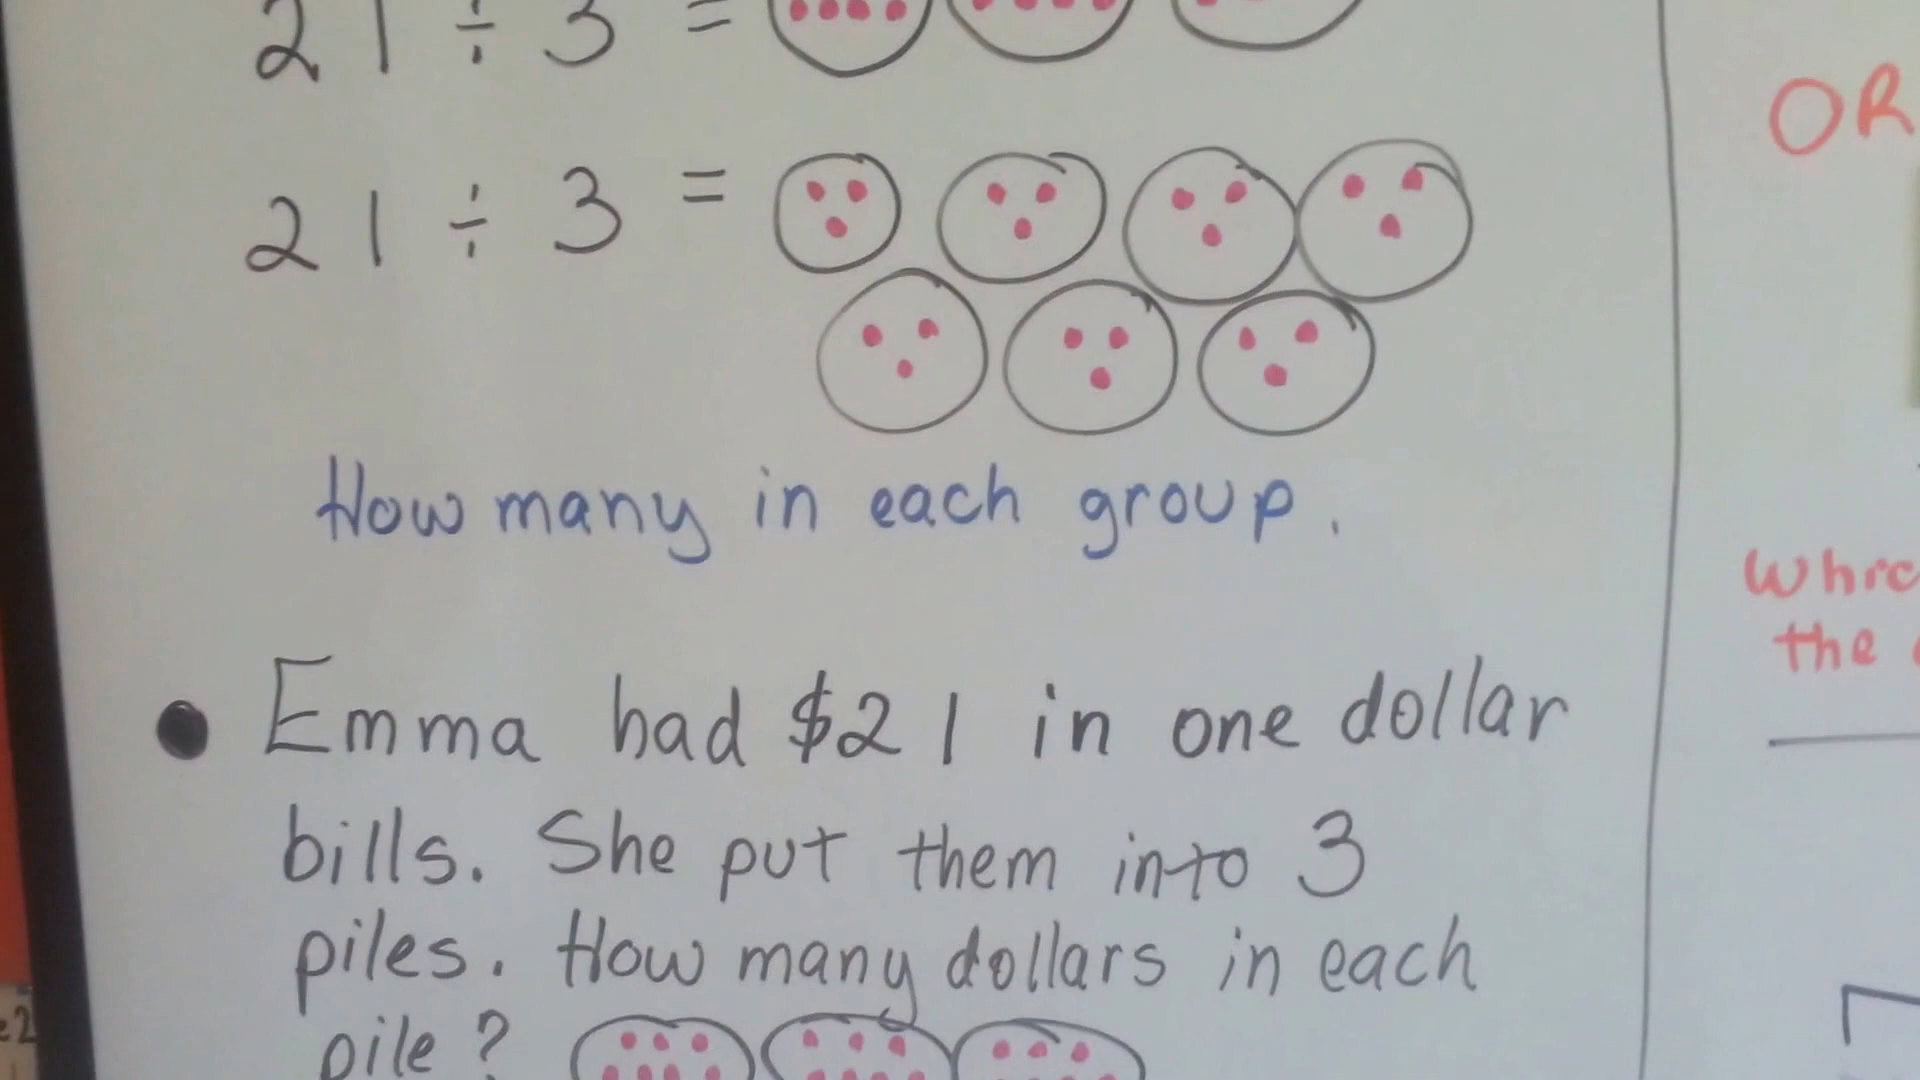 21 ÷ 3 =
OR
21 ÷ 3 =
How many in each group.
the
Emma had $21 in one dollar
bills. She put them into 3
piles. How many dollars in each
pile?